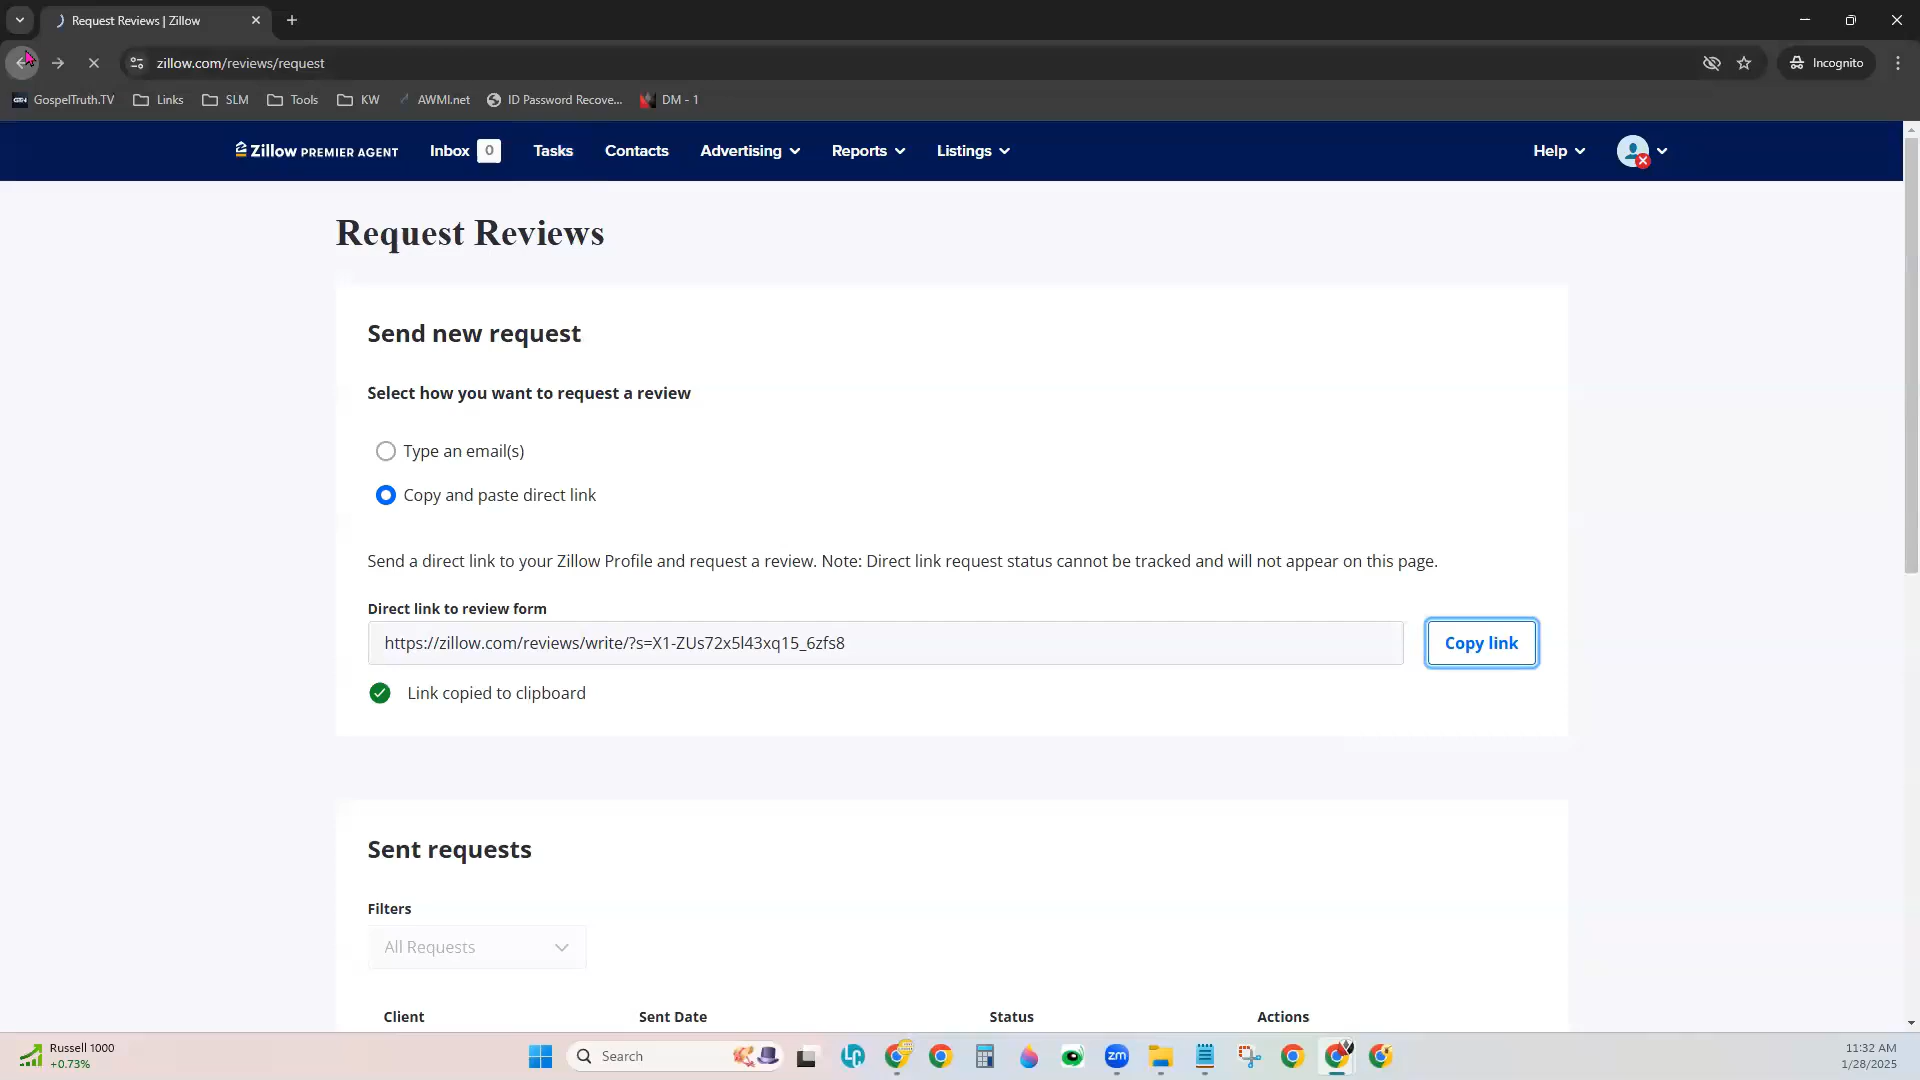 Request Reviews | Zillow
zillow.com/reviews/request
Incognito
GospelTruth.TV
Links
SLM
Tools
KW
AWMI.net
ID Password Recove...
DM - 1
Zillow PREMIER AGENT
Inbox 0
Tasks
Contacts
Advertising
Reports
Listings
Help
Request Reviews
Send new request
Select how you want to request a review
Type an email(s)
Copy and paste direct link
Send a direct link to your Zillow Profile and request a review. Note: Direct link request status cannot be tracked and will not appear on this page.
Direct link to review form
https://zillow.com/reviews/write/?s=X1-ZUs72x5l43xq15_6zfs8
Copy link
Link copied to clipboard
Sent requests
Filters
All Requests
Client Sent Date Status Actions
Russell 1000
+0.73%
Search
zm
11:32 AM
1/28/2025